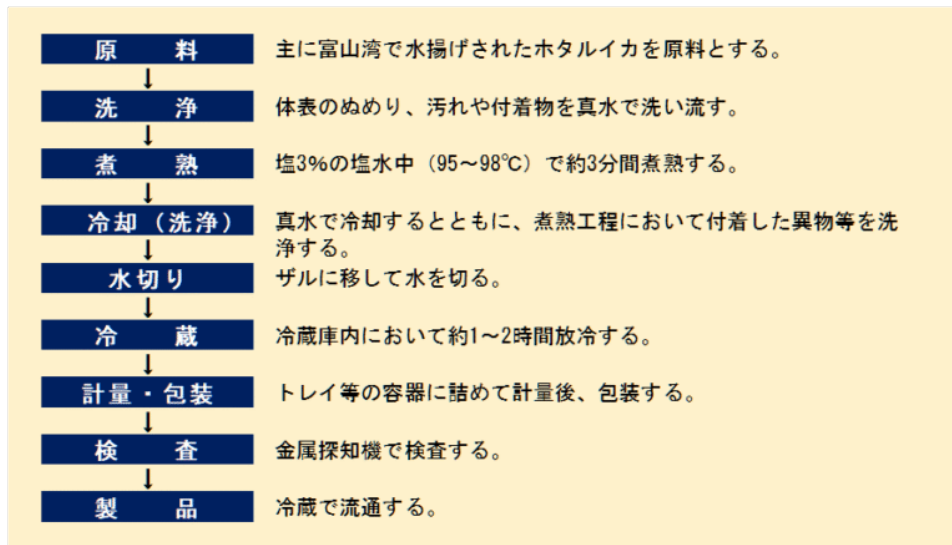 原　料　主に富山湾で水揚げされたホタルイカを原料とする。
↓
洗　浄　体表のぬめり、汚れや付着物を真水で洗い流す。
↓
煮　熟　塩3%の塩水中（95～98℃）で約3分間煮熟する。
↓
冷却（洗浄）　真水で冷却するとともに、煮熟工程において付着した異物等を洗
浄する。
↓
水切り　ザルに移して水を切る。
↓
冷　蔵　冷蔵庫内において約1～2時間放冷する。
↓
計量・包装　トレイ等の容器に詰めて計量後、包装する。
↓
検　査　金属探知機で検査する。
↓
製　品　冷蔵で流通する。